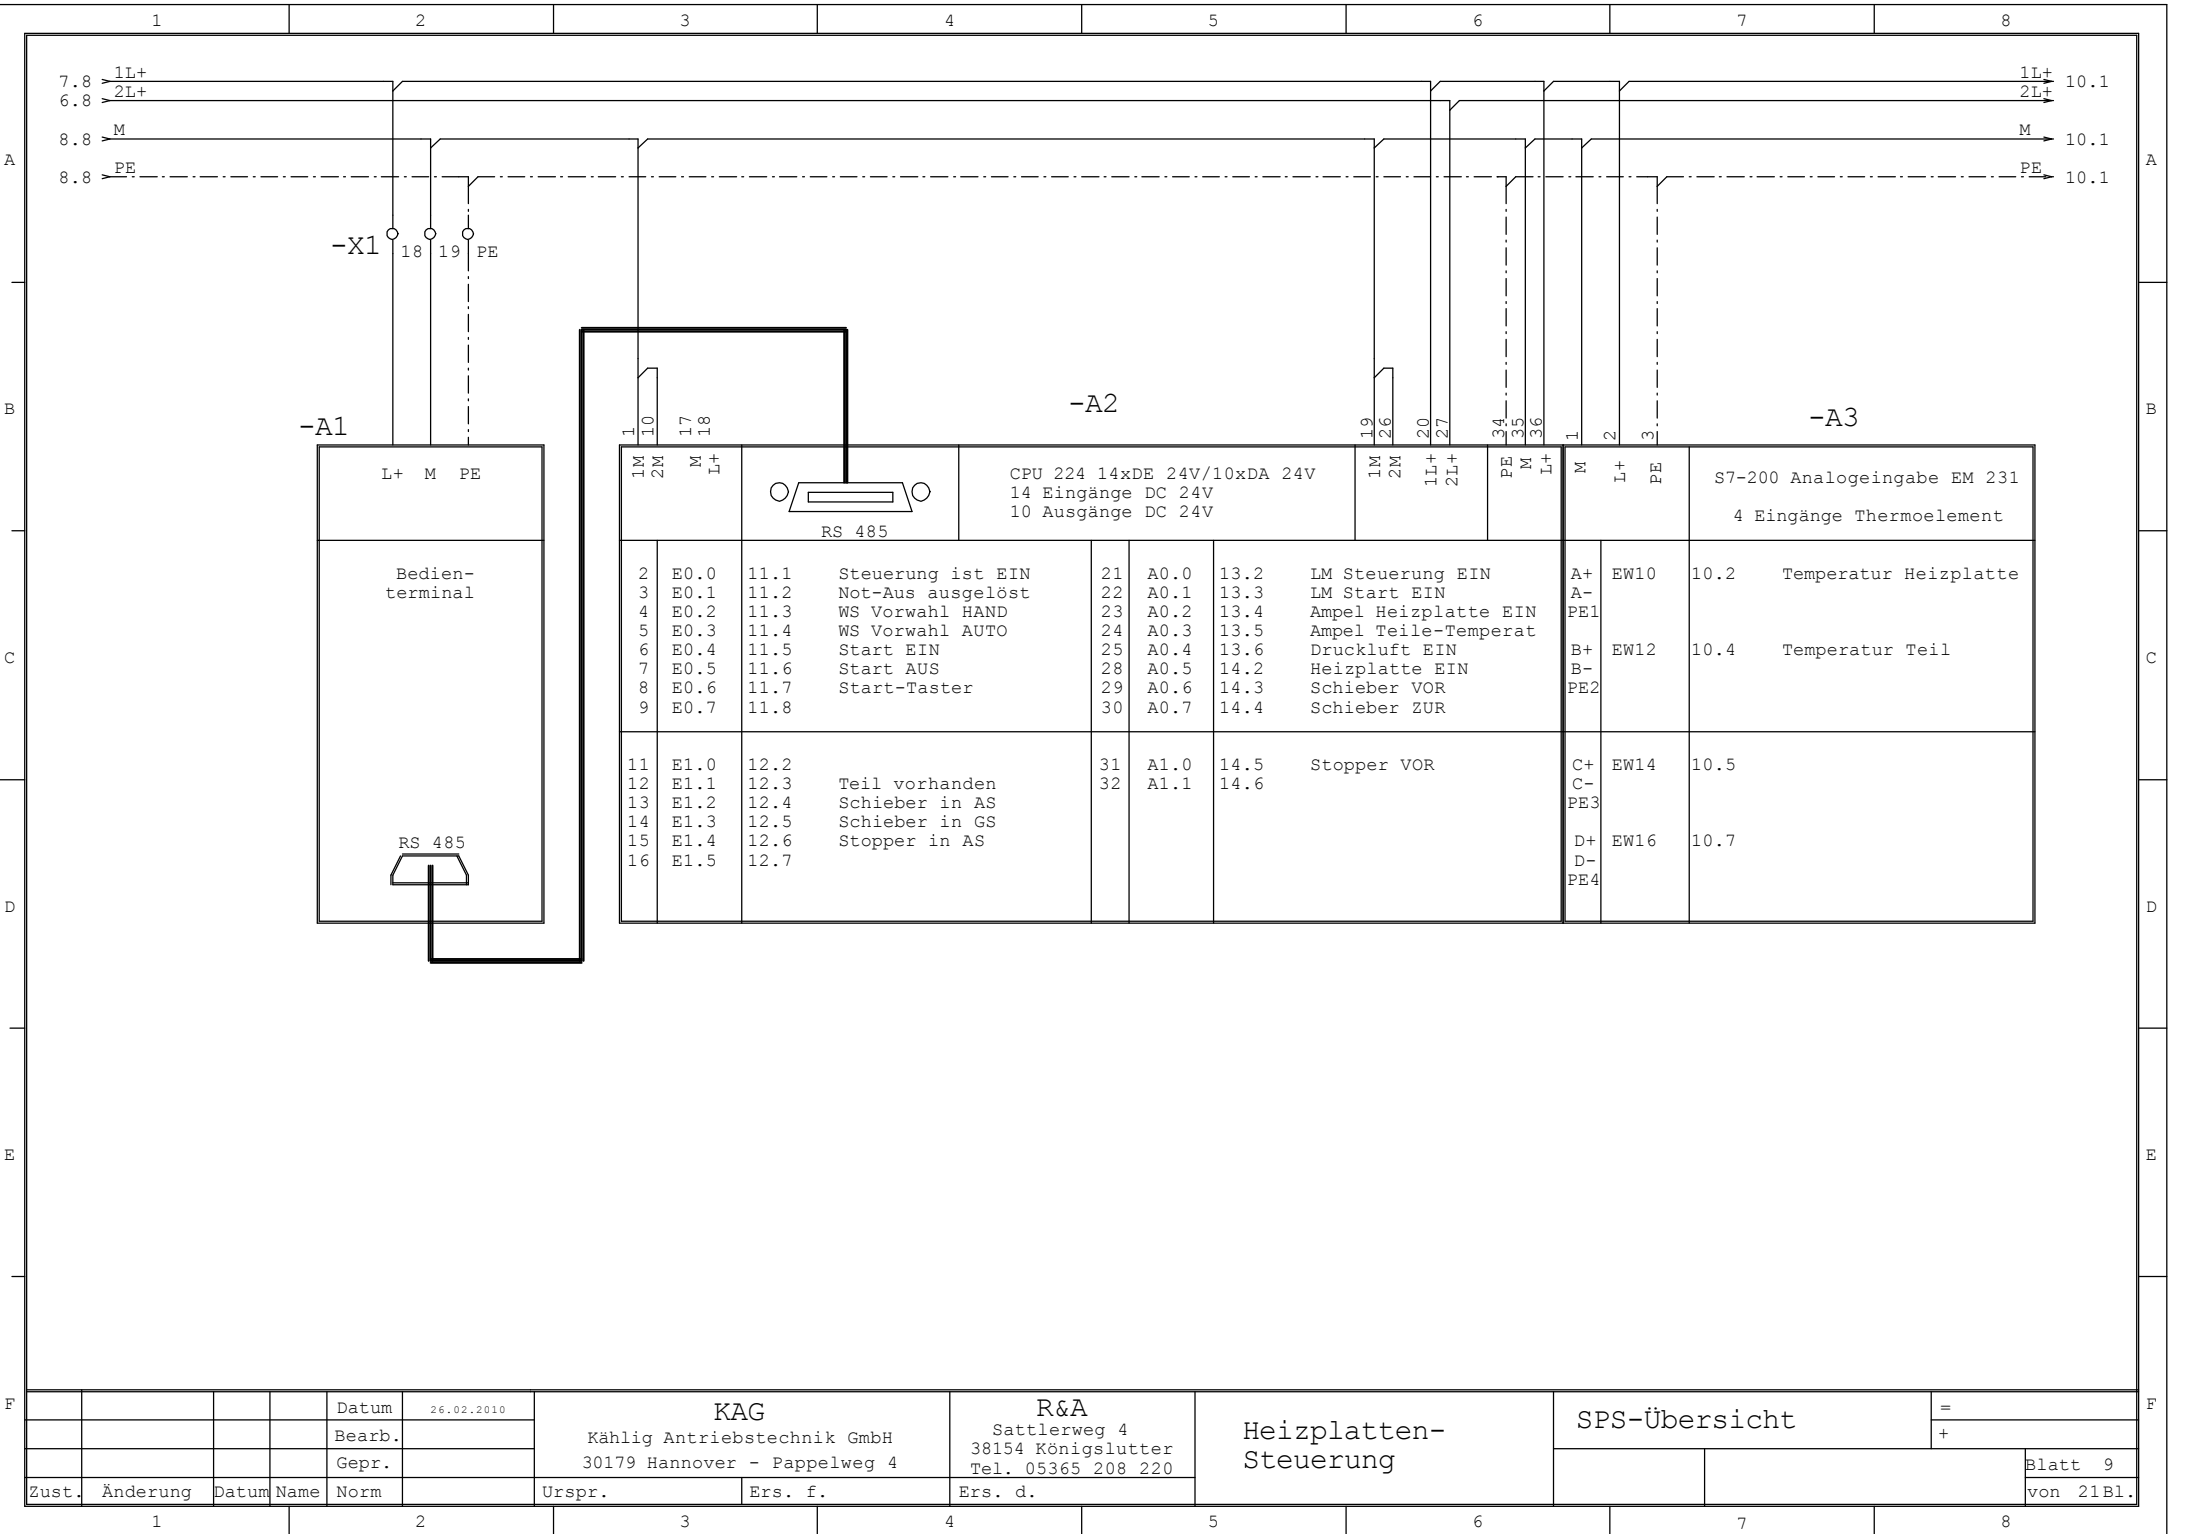 1 2 3 4 5 6 7 8
7.8 1L+ 1L+ 10.1
6.8 2L+ 2L+
8.8 M M 10.1
A A
8.8 PE PE 10.1
-X1 18 19 PE
B B
-A1
-A2
-A3
1 10 17 18
19 26 20 27 34 35 36
1 2 3
L+ M PE
1M 2M M L+
RS 485
CPU 224 14xDE 24V/10xDA 24V
14 Eingänge DC 24V
10 Ausgänge DC 24V
1M 2M 1L+ 2L+ PE M L+
M L+ PE
S7-200 Analogeingabe EM 231
4 Eingänge Thermoelement
Bedien-
terminal
RS 485
2 E0.0 11.1 Steuerung ist EIN
3 E0.1 11.2 Not-Aus ausgelöst
4 E0.2 11.3 WS Vorwahl HAND
5 E0.3 11.4 WS Vorwahl AUTO
6 E0.4 11.5 Start EIN
7 E0.5 11.6 Start AUS
8 E0.6 11.7 Start-Taster
9 E0.7 11.8
11 E1.0 12.2
12 E1.1 12.3 Teil vorhanden
13 E1.2 12.4 Schieber in AS
14 E1.3 12.5 Schieber in GS
15 E1.4 12.6 Stopper in AS
16 E1.5 12.7
21 A0.0 13.2 LM Steuerung EIN
22 A0.1 13.3 LM Start EIN
23 A0.2 13.4 Ampel Heizplatte EIN
24 A0.3 13.5 Ampel Teile-Temperat
25 A0.4 13.6 Druckluft EIN
28 A0.5 14.2 Heizplatte EIN
29 A0.6 14.3 Schieber VOR
30 A0.7 14.4 Schieber ZUR
31 A1.0 14.5 Stopper VOR
32 A1.1 14.6
A+ EW10 10.2 Temperatur Heizplatte
A-
PE1
B+ EW12 10.4 Temperatur Teil
B-
PE2
C+ EW14 10.5
C-
PE3
D+ EW16 10.7
D-
PE4
C C
D D
E E
F F
Datum 26.02.2010
Bearb.
Gepr.
Zust. Änderung Datum Name Norm
KAG
Kählig Antriebstechnik GmbH
30179 Hannover - Pappelweg 4
Urspr. Ers. f. Ers. d.
R&A
Sattlerweg 4
38154 Königslutter
Tel. 05365 208 220
Heizplatten-
Steuerung
SPS-Übersicht
=
+
Blatt 9
von 21Bl.
1 2 3 4 5 6 7 8